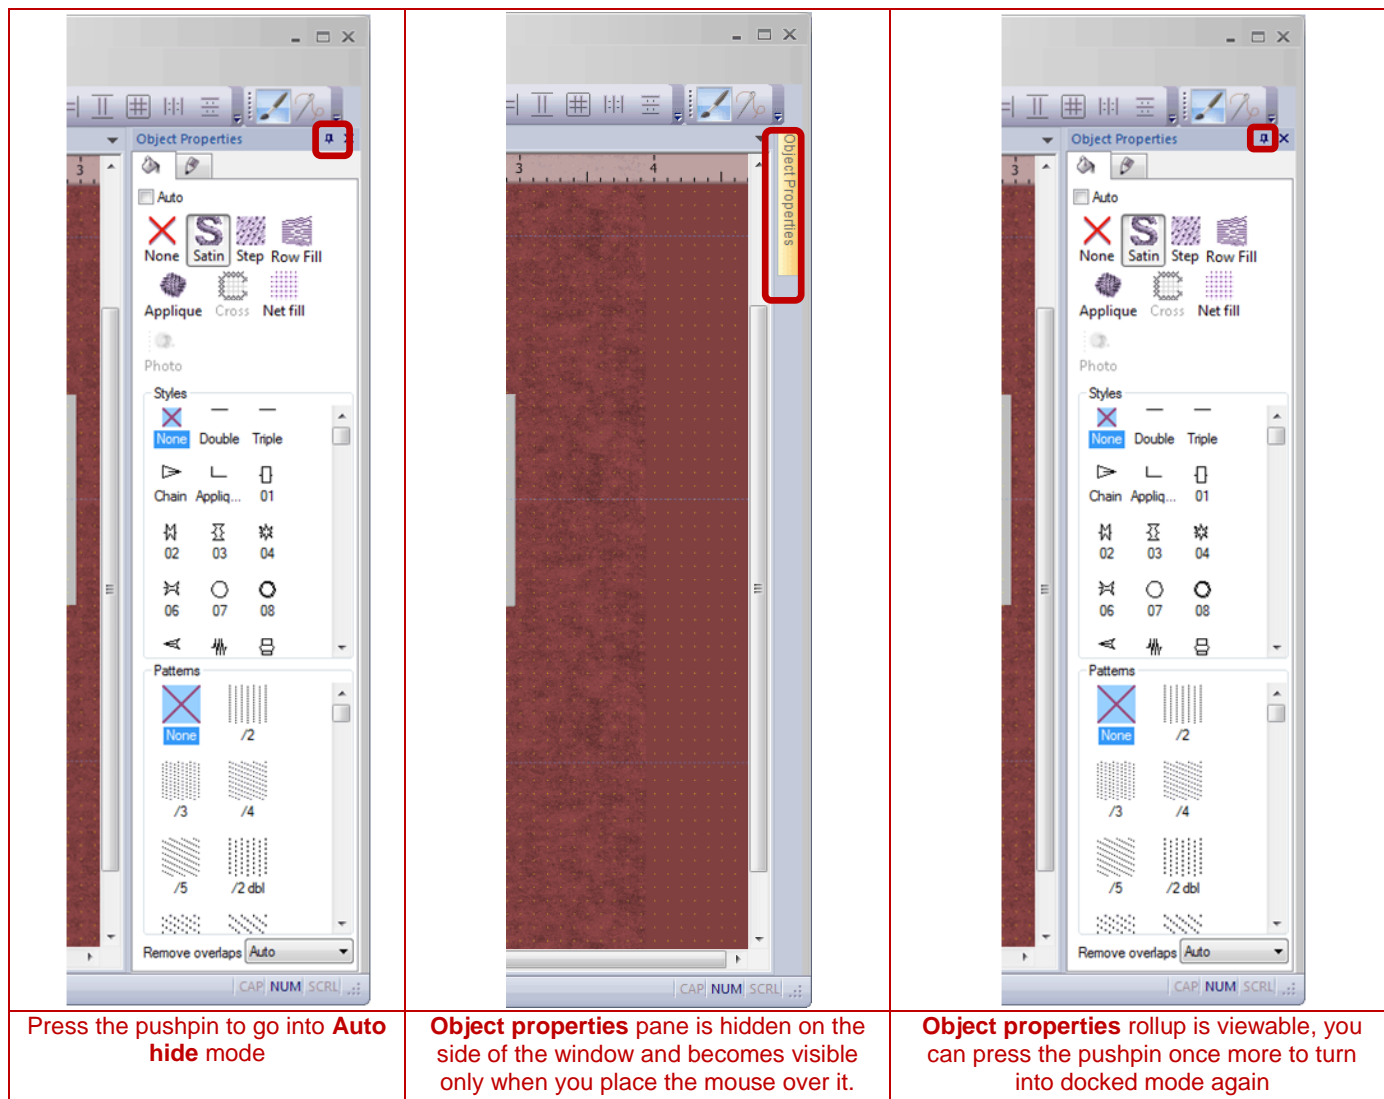 Object Properties
3
Auto
None Satin Step Row Fill
Applique Cross Net fill
Photo
Styles
None Double Triple
Chain Appliq... 01
02 03 04
06 07 08
Patterns
None /2
/3 /4
/5 /2 dbl
Remove overlaps Auto
CAP NUM SCRL
Press the pushpin to go into Auto
hide mode
3 4
Object Properties
CAP NUM SCRL
Object properties pane is hidden on the
side of the window and becomes visible
only when you place the mouse over it.
Object Properties
3
Auto
None Satin Step Row Fill
Applique Cross Net fill
Photo
Styles
None Double Triple
Chain Appliq... 01
02 03 04
06 07 08
Patterns
None /2
/3 /4
/5 /2 dbl
Remove overlaps Auto
CAP NUM SCRL
Object properties rollup is viewable, you
can press the pushpin once more to turn
into docked mode again